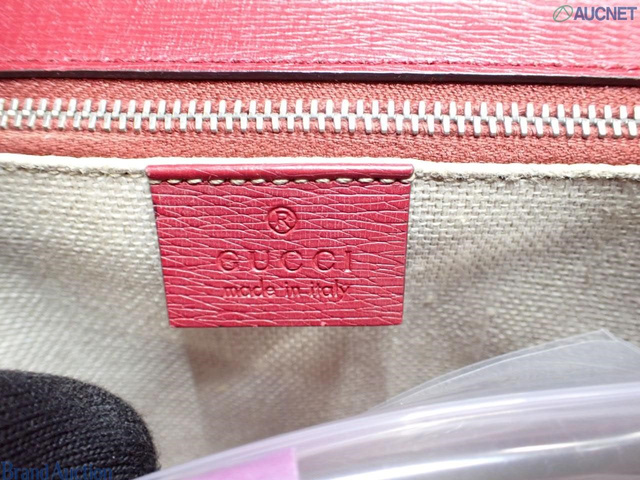 AUCNET
®
GUCCI
made in italy
Brand Auction